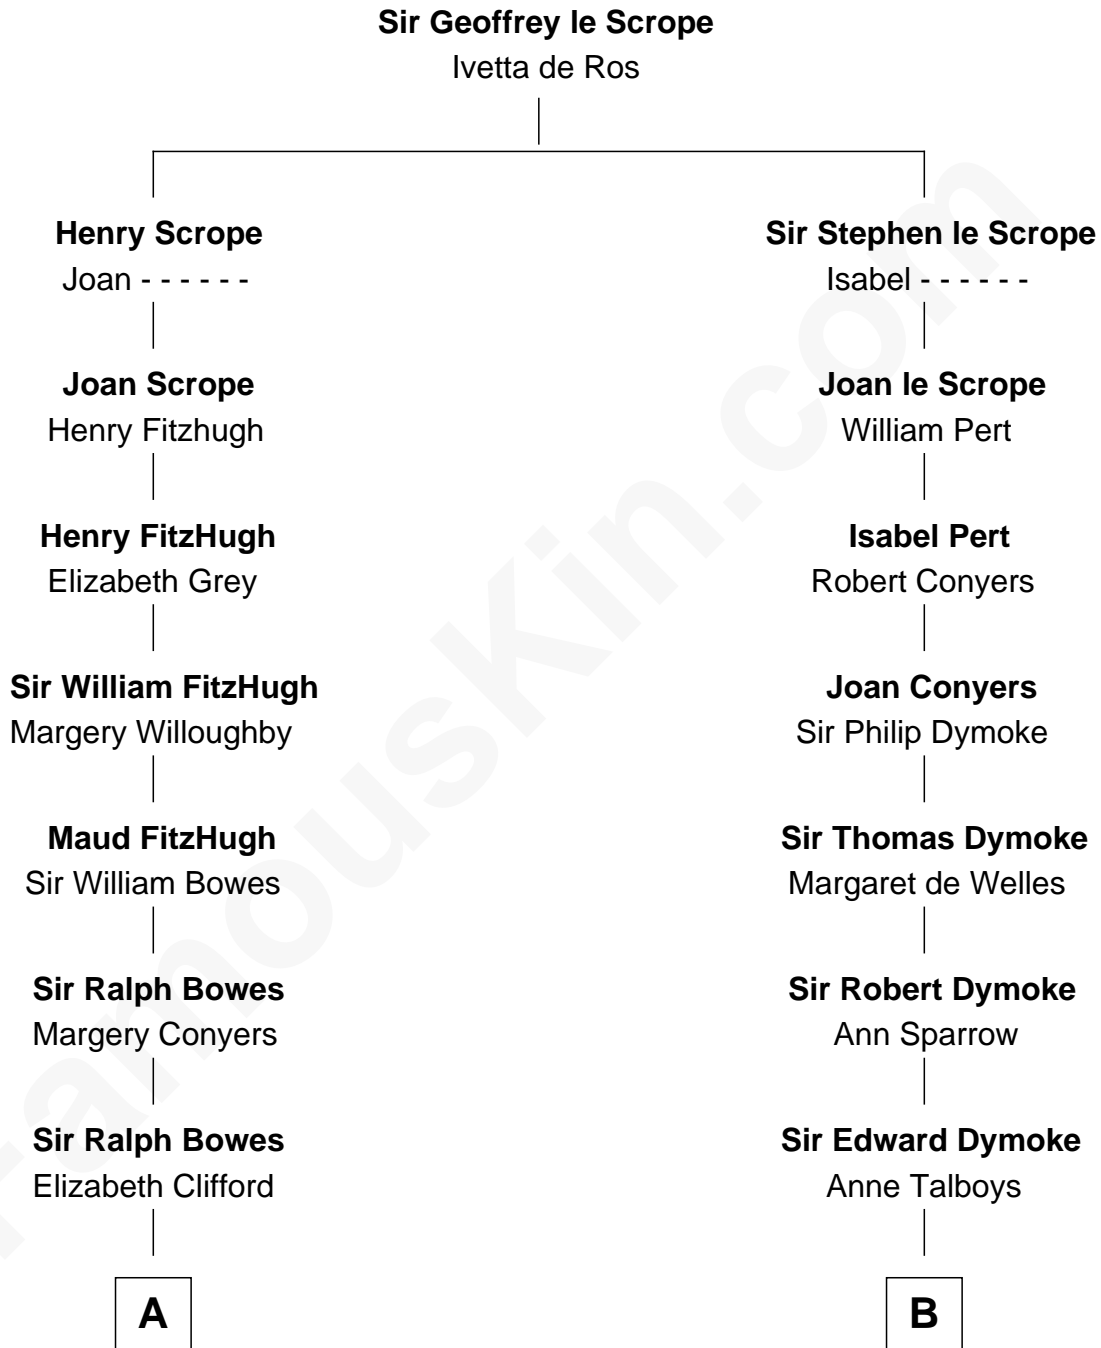 Sir Geoffrey le Scrope
Ivetta de Ros
Henry Scrope
Joan - - - - - -
Joan Scrope
Henry Fitzhugh
Henry FitzHugh
Elizabeth Grey
Sir William FitzHugh
Margery Willoughby
Maud FitzHugh
Sir William Bowes
Sir Ralph Bowes
Margery Conyers
Sir Ralph Bowes
Elizabeth Clifford
A
Sir Stephen le Scrope
Isabel - - - - - -
Joan le Scrope
William Pert
Isabel Pert
Robert Conyers
Joan Conyers
Sir Philip Dymoke
Sir Thomas Dymoke
Margaret de Welles
Sir Robert Dymoke
Ann Sparrow
Sir Edward Dymoke
Anne Talboys
B
FamousKin.com